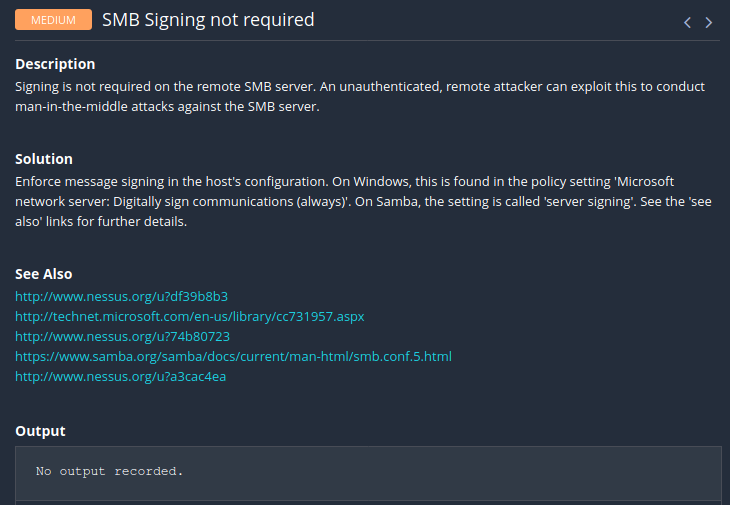 MEDIUM SMB Signing not required
Description
Signing is not required on the remote SMB server. An unauthenticated, remote attacker can exploit this to conduct
man-in-the-middle attacks against the SMB server.
Solution
Enforce message signing in the host's configuration. On Windows, this is found in the policy setting 'Microsoft
network server: Digitally sign communications (always)'. On Samba, the setting is called 'server signing'. See the 'see
also' links for further details.
See Also
http://www.nessus.org/u?df39b8b3
http://technet.microsoft.com/en-us/library/cc731957.aspx
http://www.nessus.org/u?74b80723
https://www.samba.org/samba/docs/current/man-html/smb.conf.5.html
http://www.nessus.org/u?a3cac4ea
Output
No output recorded.